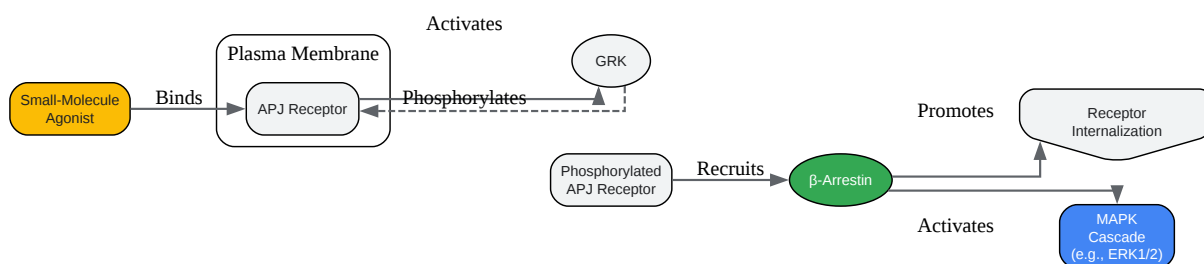 Activates
Plasma Membrane
GRK
Small-Molecule
Agonist
Binds
APJ Receptor
Phosphorylates
Promotes
Receptor
Internalization
Phosphorylated
APJ Receptor
Recruits
β-Arrestin
Activates
MAPK
Cascade
(e.g., ERK1/2)